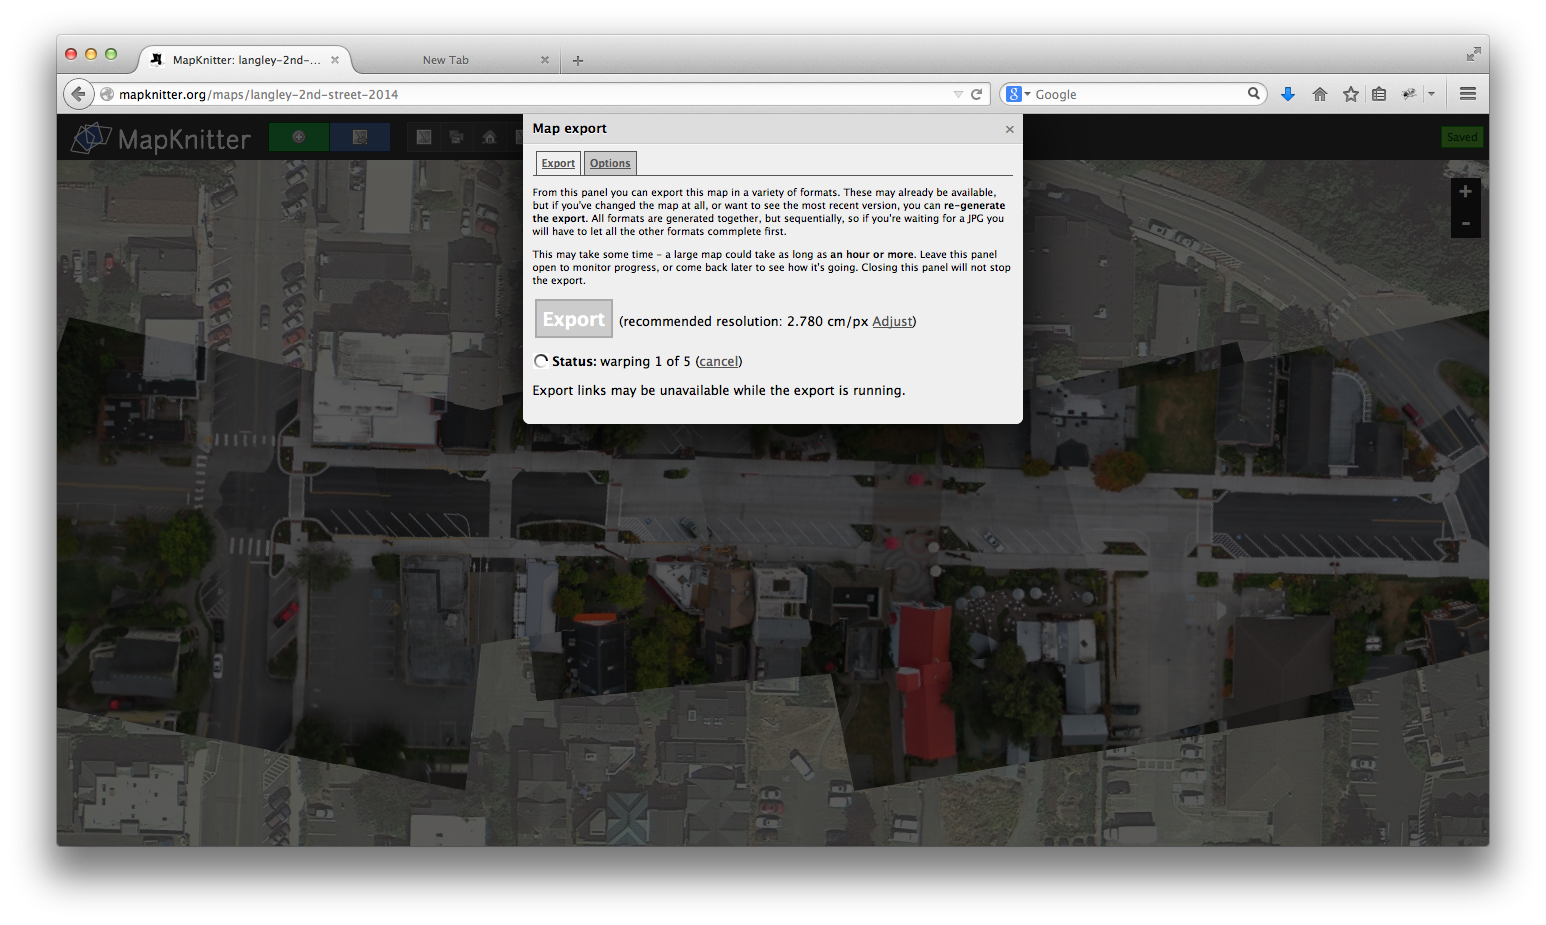 MapKnitter: langley-2nd-...
New Tab
mapknitter.org/maps/langley-2nd-street-2014
Google
MapKnitter
Saved
Map export
Export Options
From this panel you can export this map in a variety of formats. These may already be available,
but if you've changed the map at all, or want to see the most recent version, you can re-generate
the export. All formats are generated together, but sequentially, so if you're waiting for a JPG you
will have to let all the other formats commplete first.
This may take some time - a large map could take as long as an hour or more. Leave this panel
open to monitor progress, or come back later to see how it's going. Closing this panel will not stop
the export.
Export (recommended resolution: 2.780 cm/px Adjust)
Status: warping 1 of 5 (cancel)
Export links may be unavailable while the export is running.